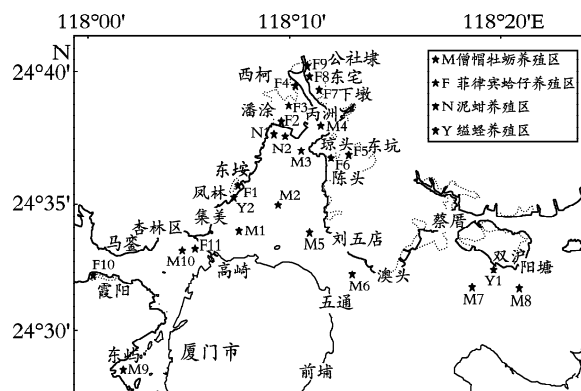 118°00′ 118°10′ 118°20′
N
24°40′
24°35′
24°30′
★M僧帽牡蛎养殖区
★F 菲律宾蛤仔养殖区
★N泥蚶养殖区
★Y缢蛏养殖区
F9 公社埭
F8 东宅
西柯 F4
F7 下墩
潘涂 F3
F2 丙洲
M4
N1 N2
M3
琼头 F5 东坑
F6
陈头
东垵
凤林 F1
Y2
M2
集美
杏林区
M1
M5 刘五店
马銮
F11
M10
高崎
F10
霞阳
澳头
M6
五通
蔡厝
双沪
阳塘
Y1
M7 M8
东屿
M9
厦门市
前埔